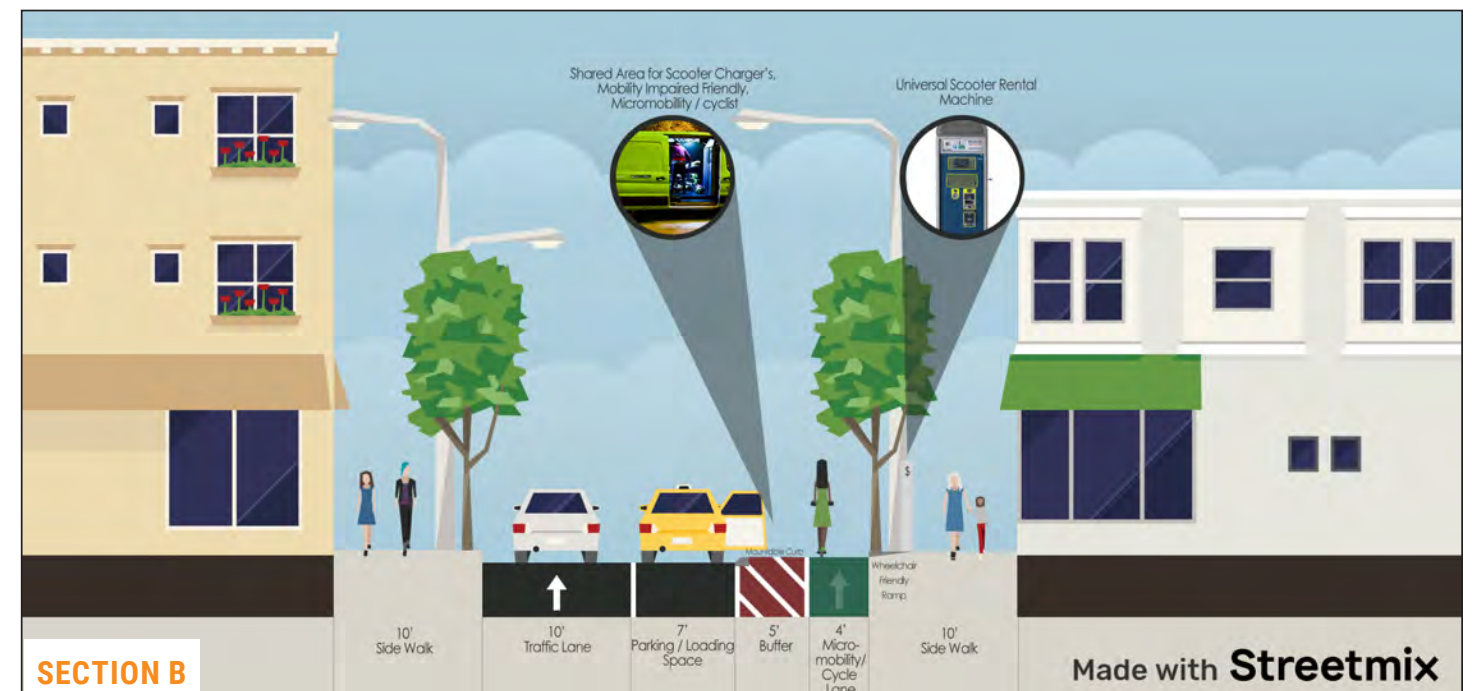 Shared Area for Scooter Charger's,
Mobility Impaired Friendly,
Micromobility / cyclist
Universal Scooter Rental
Machine
$
Mountable Curb
Wheelchair
Friendly
Ramp
10'
Side Walk
10'
Traffic Lane
7'
Parking / Loading
Space
5'
Buffer
4'
Micro-
mobility/
Cycle
Lane
10'
Side Walk
SECTION B
Made with Streetmix